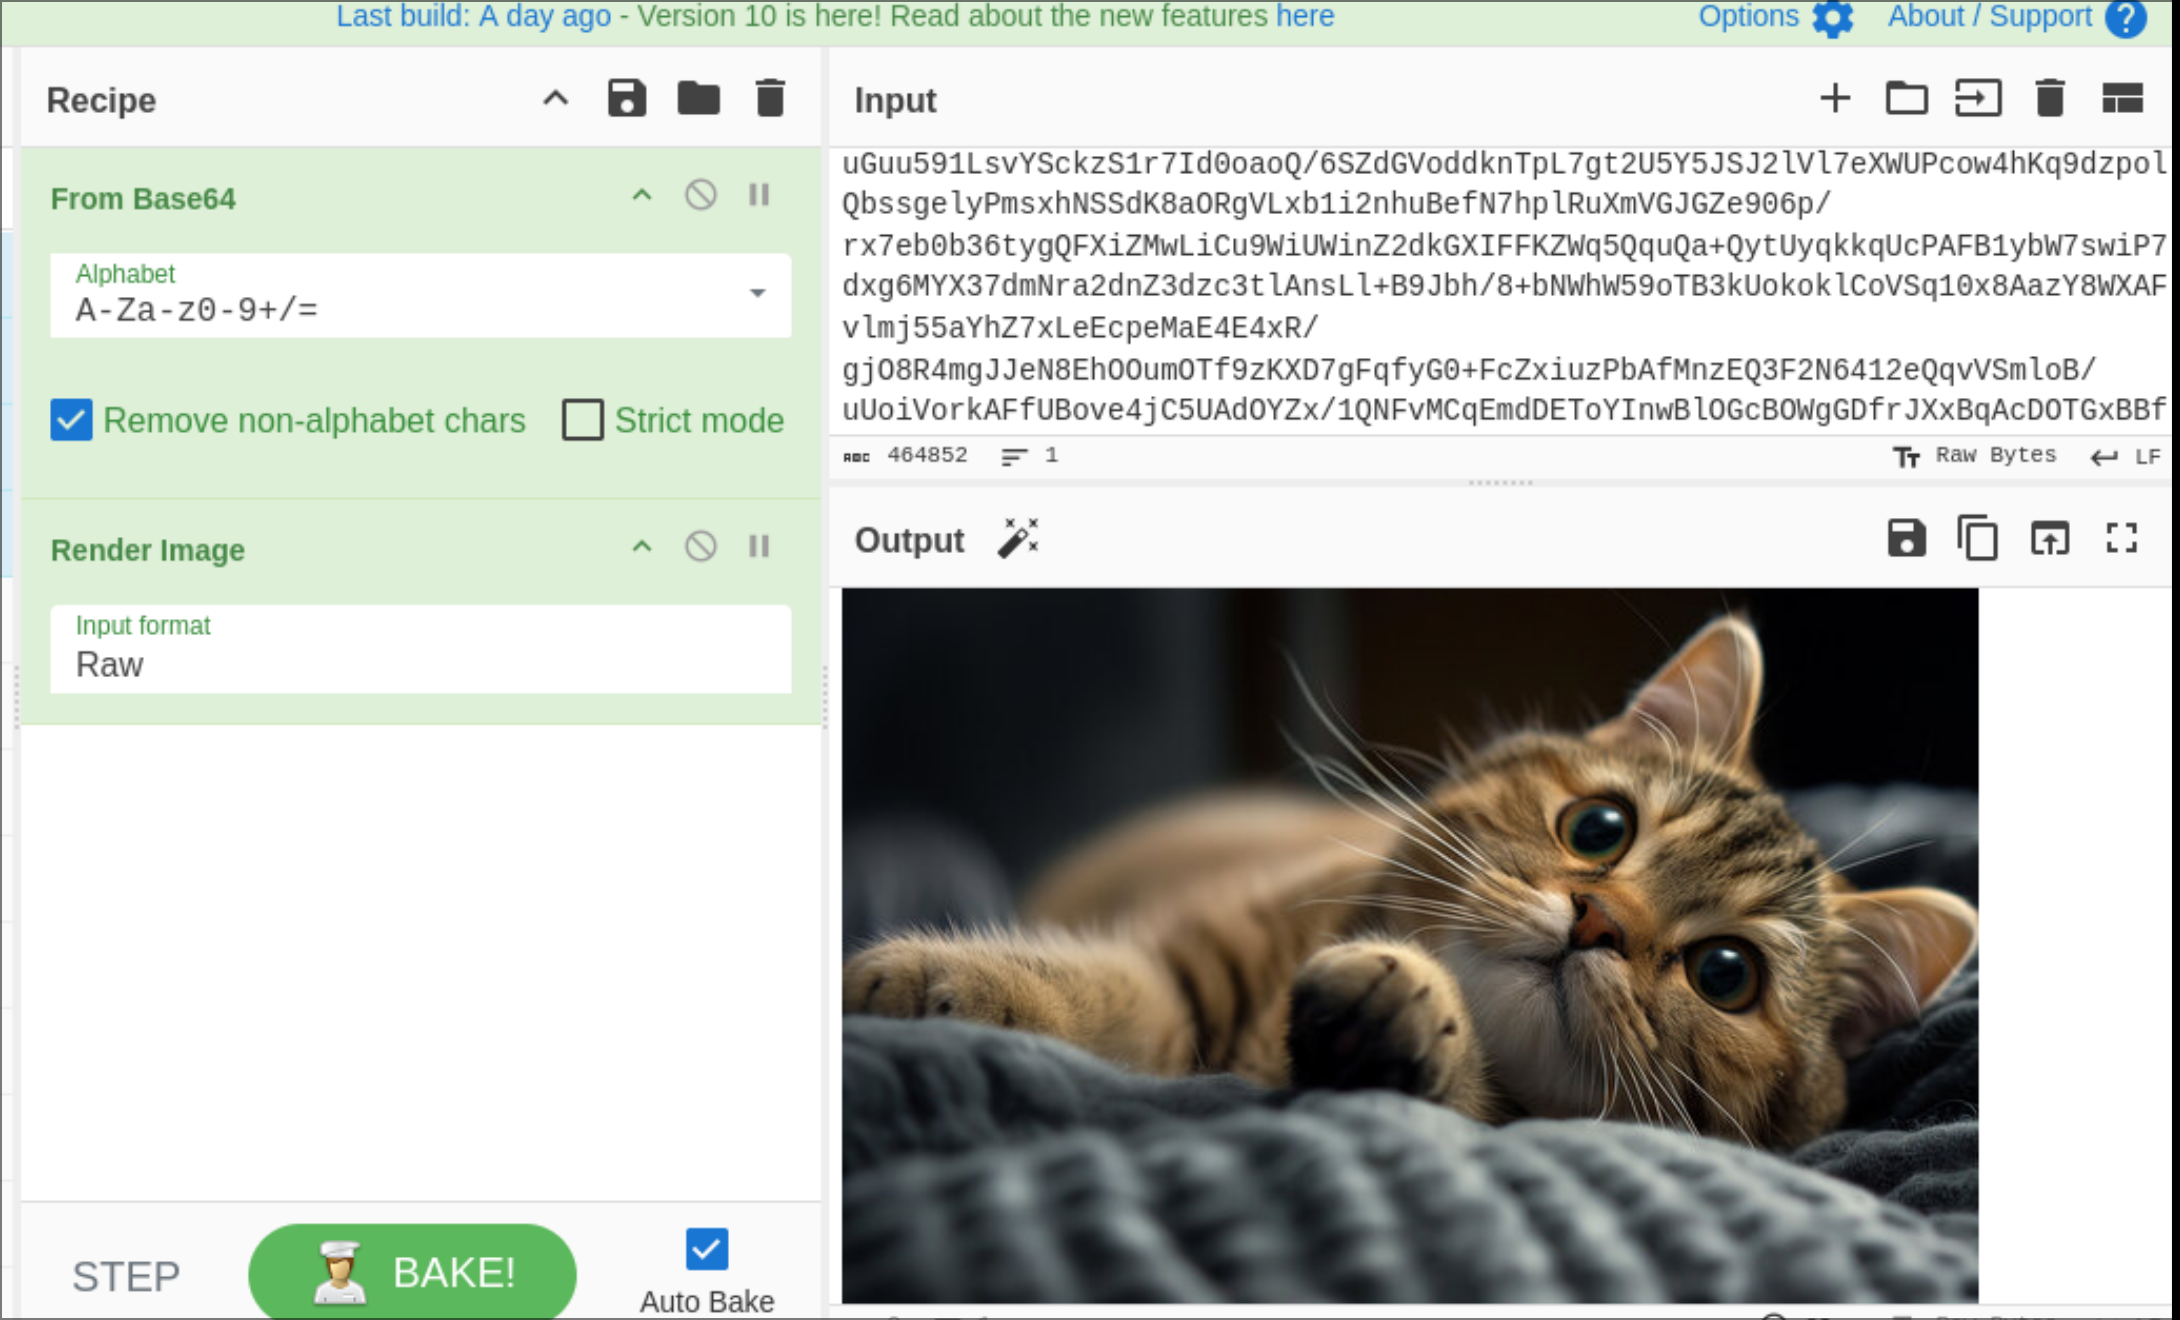 Last build: A day ago - Version 10 is here! Read about the new features here
Options
About / Support
Recipe
From Base64
Alphabet
A-Za-z0-9+/=
Remove non-alphabet chars
Strict mode
Render Image
Input format
Raw
STEP
BAKE!
Auto Bake
Input
uGuu591LsvYSckzS1r7Id0oaoQ/6SZdGVoddknTpL7gt2U5Y5JSJ2lVl7eXWUPcow4hKq9dzpol
QbssgelyPmsxhNSSdK8aORgVLxb1i2nhuBefN7hplRuXmVGJGZe906p/
rx7eb0b36tygQFXiZMwLiCu9WiUWinZ2dkGXIFFKZWq5QquQa+QytUyqkkqUcPAFB1ybW7swiP7
dxg6MYX37dmNra2dnZ3dzc3tlAnsLl+B9Jbh/8+bNWhW59oTB3kUokoklCoVSq10x8AazY8WXAF
vlmj55aYhZ7xLeEcpeMaE4E4xR/
gjO8R4mgJJeN8EhOOumOTf9zKXD7gFqfyG0+FcZxiuzPbAfMnzEQ3F2N6412eQqvVSmloB/
uUoiVorkAFfUBove4jC5UAdOYZx/1QNFvMCqEmdDEToYInwBlOGcBOWgGDfrJXxBqAcDOTGxBBf
ABC 464852
1
Raw Bytes
LF
Output